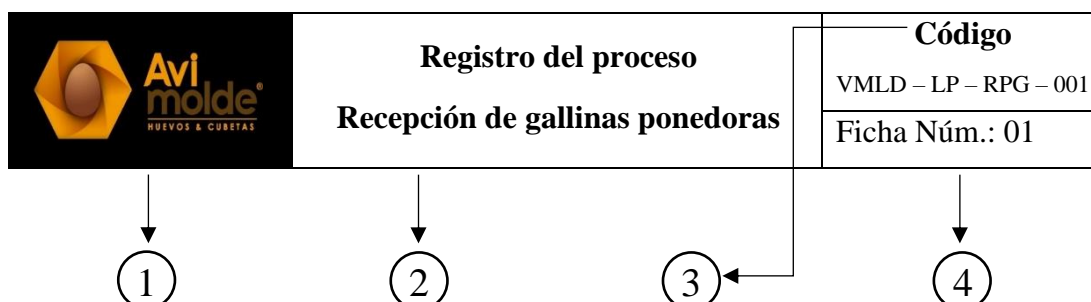 Avi
molde®
HUEVOS & CUBETAS
Registro del proceso
Recepción de gallinas ponedoras
Código
VMLD – LP – RPG – 001
Ficha Núm.: 01
1
2
3
4